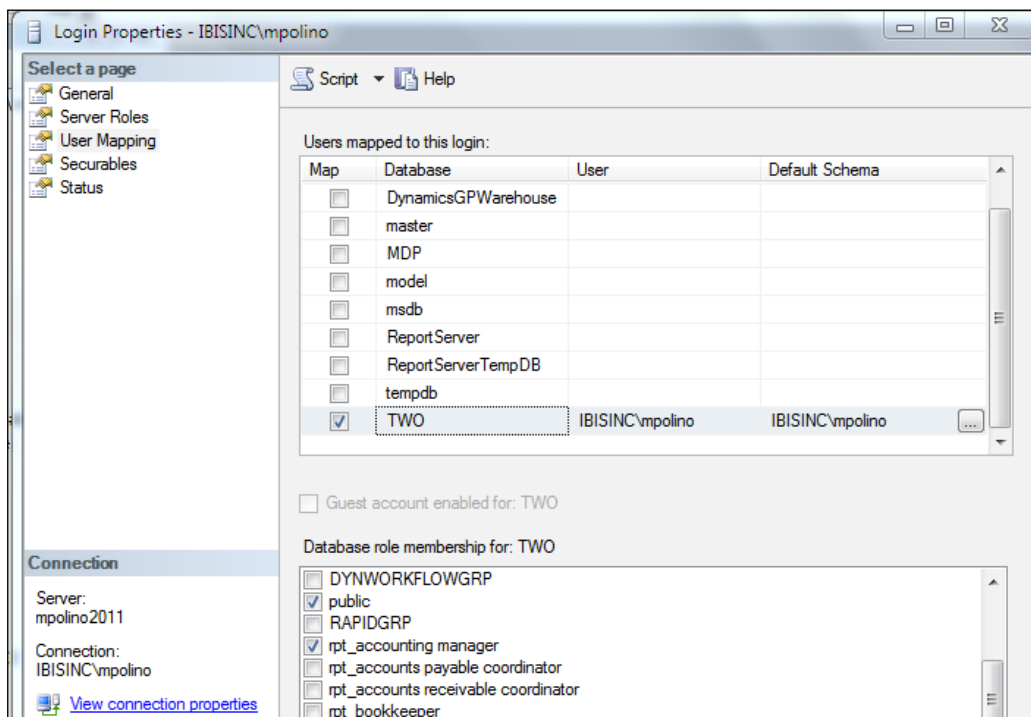 Login Properties - IBISINC\mpolino
Select a page
General
Server Roles
User Mapping
Securables
Status
Script Help
Users mapped to this login:
Map Database User Default Schema
DynamicsGPWarehouse
master
MDP
model
msdb
ReportServer
ReportServerTempDB
tempdb
TWO IBISINC\mpolino IBISINC\mpolino ...
Guest account enabled for: TWO
Database role membership for: TWO
DYNWORKFLOWGRP
public
RAPIDGRP
rpt_accounting manager
rpt_accounts payable coordinator
rpt_accounts receivable coordinator
rpt_bookkeeper
Connection
Server:
mpolino2011
Connection:
IBISINC\mpolino
View connection properties